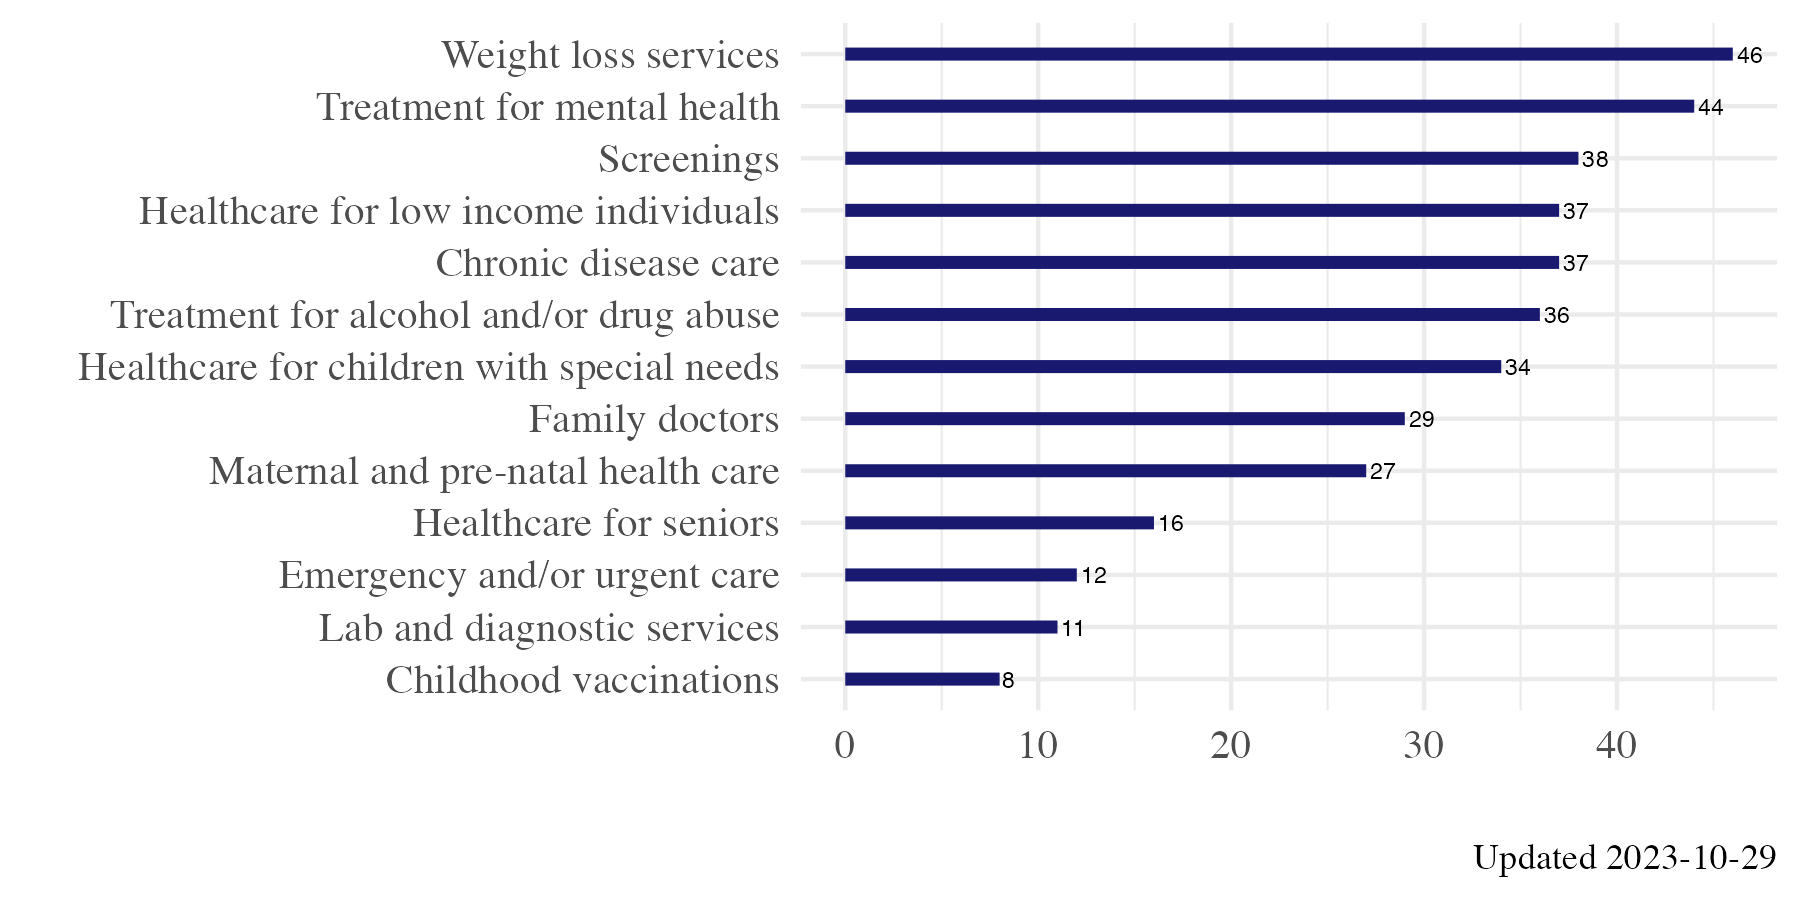 Weight loss services 46
Treatment for mental health 44
Screenings 38
Healthcare for low income individuals 37
Chronic disease care 37
Treatment for alcohol and/or drug abuse 36
Healthcare for children with special needs 34
Family doctors 29
Maternal and pre-natal health care 27
Healthcare for seniors 16
Emergency and/or urgent care 12
Lab and diagnostic services 11
Childhood vaccinations 8
0 10 20 30 40
Updated 2023-10-29